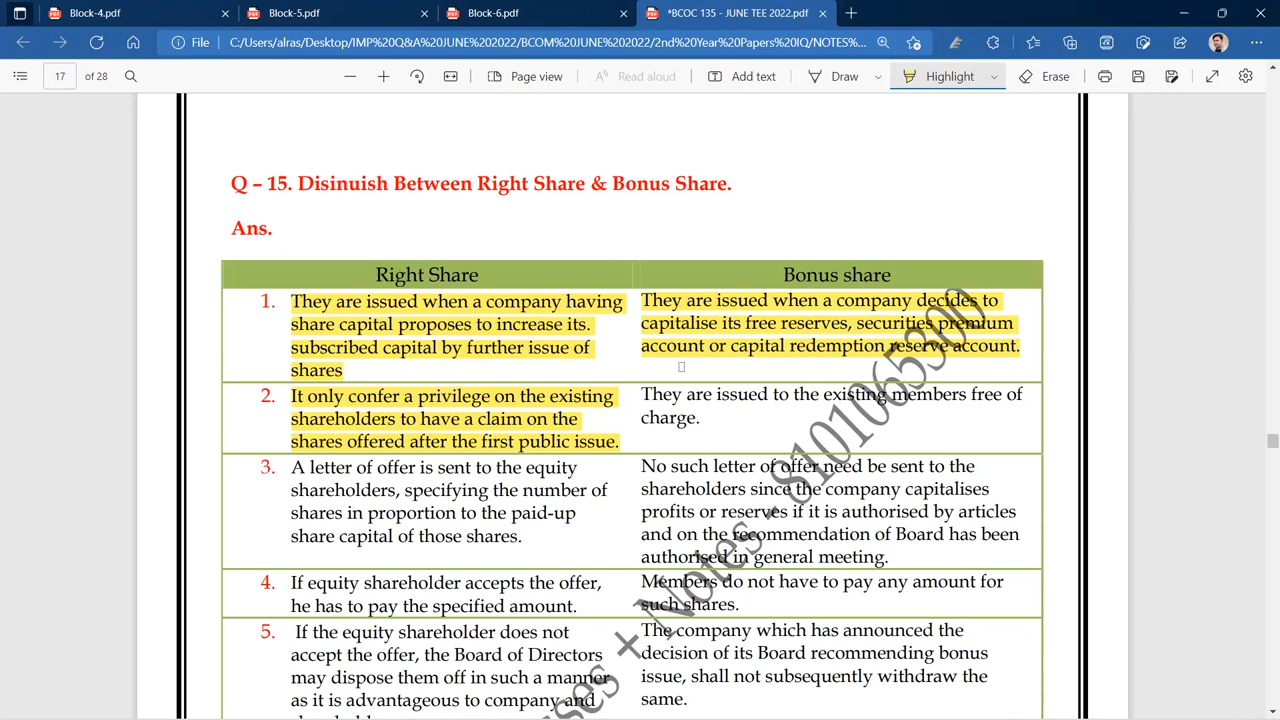 Block-4.pdf
Block-5.pdf
Block-6.pdf
*BCOC 135 - JUNE TEE 2022.pdf
File
C:/Users/alras/Desktop/IMP%20Q&A%20JUNE%202022/BCOM%20JUNE%202022/2nd%20Year%20Papers%20IQ/NOTES%...
17 of 28
Page view
Read aloud
Add text
Draw
Highlight
Erase
Q – 15. Disinuish Between Right Share & Bonus Share.
Ans.
Right Share
Bonus share
1. They are issued when a company having
share capital proposes to increase its.
subscribed capital by further issue of
shares
They are issued when a company decides to
capitalise its free reserves, securities premium
account or capital redemption reserve account.
2. It only confer a privilege on the existing
shareholders to have a claim on the
shares offered after the first public issue.
They are issued to the existing members free of
charge.
3. A letter of offer is sent to the equity
shareholders, specifying the number of
shares in proportion to the paid-up
share capital of those shares.
No such letter of offer need be sent to the
shareholders since the company capitalises
profits or reserves if it is authorised by articles
and on the recommendation of Board has been
authorised in general meeting.
4. If equity shareholder accepts the offer,
he has to pay the specified amount.
Members do not have to pay any amount for
such shares.
5. If the equity shareholder does not
accept the offer, the Board of Directors
may dispose them off in such a manner
as it is advantageous to company and
The company which has announced the
decision of its Board recommending bonus
issue, shall not subsequently withdraw the
same.
sses + Notes - 8101065300